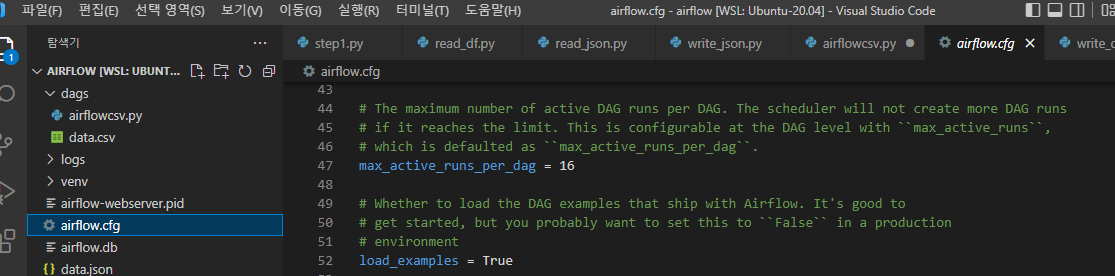 편집(E) 선택 영역(S) 보기(V) 이동(G) 실행(R) 터미널(T) 도움말(H) airflow.cfg - airflow [WSL: Ubuntu-20.04] - Visual Studio Code
탐색기 ...
step1.py read_df.py read_json.py write_json.py airflowcsv.py airflow.cfg
1
AIRFLOW [WSL: UBUNT...
airflow.cfg
dags
airflowcsv.py
data.csv
logs
venv
airflow-webserver.pid
airflow.cfg
airflow.db
{} data.json
43
44 # The maximum number of active DAG runs per DAG. The scheduler will not create more DAG runs
45 # if it reaches the limit. This is configurable at the DAG level with ``max_active_runs``,
46 # which is defaulted as ``max_active_runs_per_dag``.
47 max_active_runs_per_dag = 16
48
49 # Whether to load the DAG examples that ship with Airflow. It's good to
50 # get started, but you probably want to set this to ``False`` in a production
51 # environment
52 load_examples = True